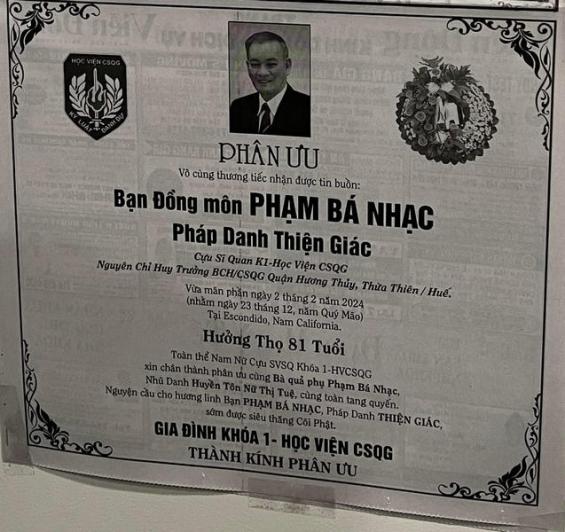 HỌC VIỆN CSQG
KỶ LUẬT DANH DỰ
PHÂN ƯU
Vô cùng thương tiếc nhận được tin buồn:
Bạn Đồng môn PHẠM BÁ NHẠC
Pháp Danh Thiện Giác
Cựu Sĩ Quan K1-Học Viện CSQG
Nguyên Chỉ Huy Trưởng BCH/CSQG Quận Hương Thủy, Thừa Thiên / Huế.
Vừa mãn phần ngày 2 tháng 2 năm 2024
(nhằm ngày 23 tháng 12, năm Quý Mão)
Tại Escondido, Nam California.
Hưởng Thọ 81 Tuổi
Toàn thể Nam Nữ Cựu SVSQ Khóa 1-HVCSQG
xin chân thành phân ưu cùng Bà quả phụ Phạm Bá Nhạc,
Nhũ Danh Huyền Tôn Nữ Thị Tuệ, cùng toàn tang quyến.
Nguyện cầu cho hương linh Bạn PHẠM BÁ NHẠC, Pháp Danh THIỆN GIÁC,
sớm được siêu thăng Cõi Phật.
GIA ĐÌNH KHÓA 1- HỌC VIỆN CSQG
THÀNH KÍNH PHÂN ƯU